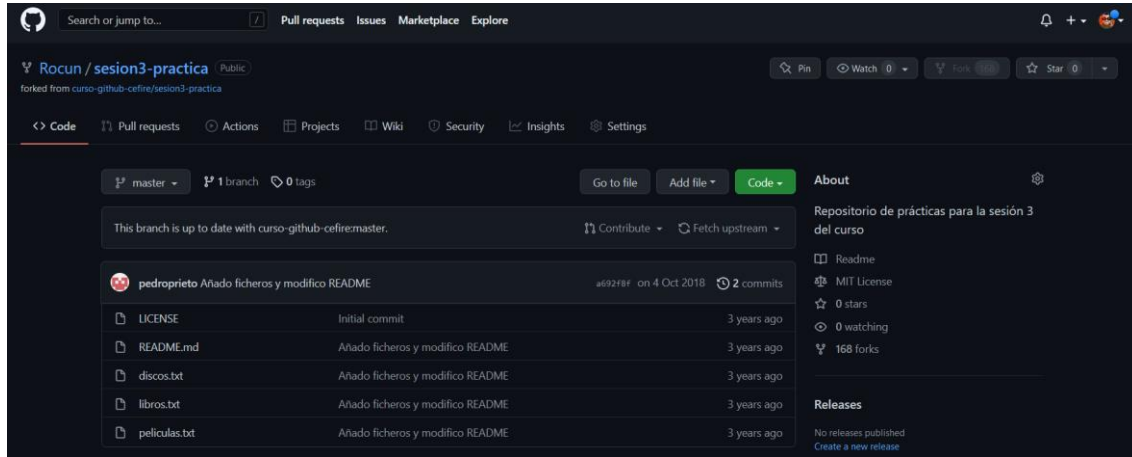 Search or jump to... / Pull requests Issues Marketplace Explore
Rocun / sesion3-practica Public Pin Watch 0 Fork 168 Star 0
forked from curso-github-cefire/sesion3-practica
<> Code Pull requests Actions Projects Wiki Security Insights Settings
master 1 branch 0 tags Go to file Add file Code
This branch is up to date with curso-github-cefire:master. Contribute Fetch upstream
pedroprieto Añado ficheros y modifico README a692f8f on 4 Oct 2018 2 commits
LICENSE Initial commit 3 years ago
README.md Añado ficheros y modifico README 3 years ago
discos.txt Añado ficheros y modifico README 3 years ago
libros.txt Añado ficheros y modifico README 3 years ago
peliculas.txt Añado ficheros y modifico README 3 years ago
About
Repositorio de prácticas para la sesión 3
del curso
Readme
MIT License
0 stars
0 watching
168 forks
Releases
No releases published
Create a new release